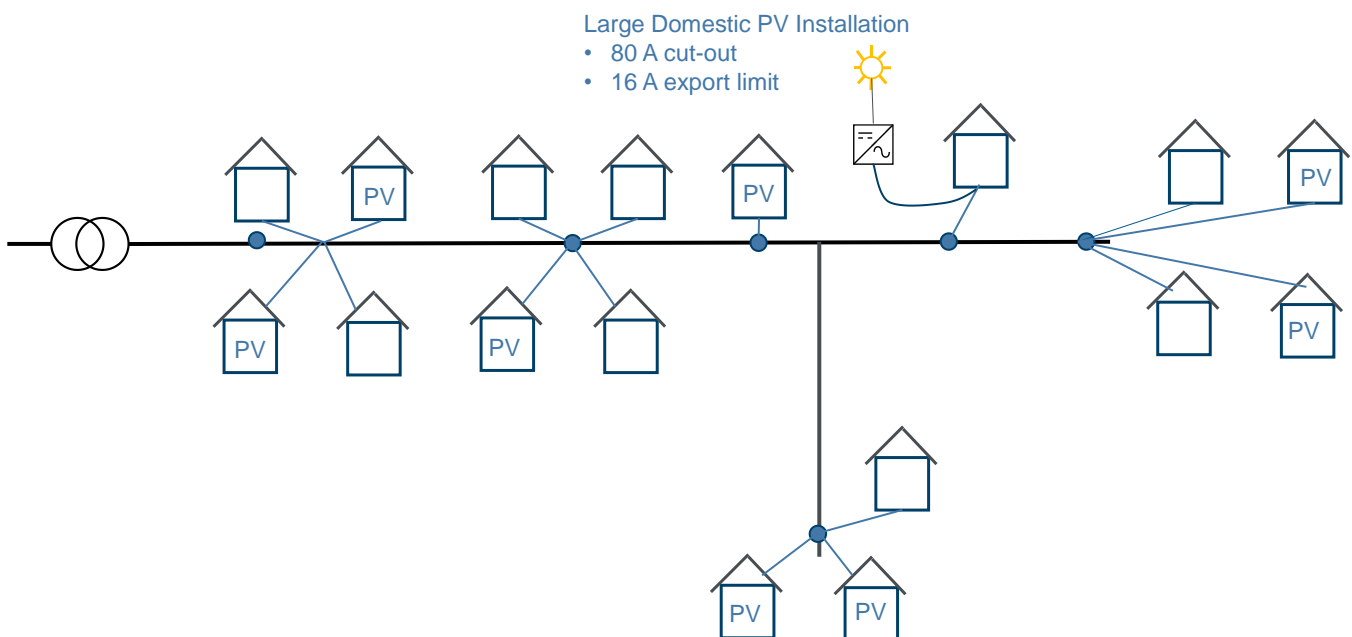 Large Domestic PV Installation
• 80 A cut-out
• 16 A export limit
PV
PV
PV
PV
PV
PV
PV
PV